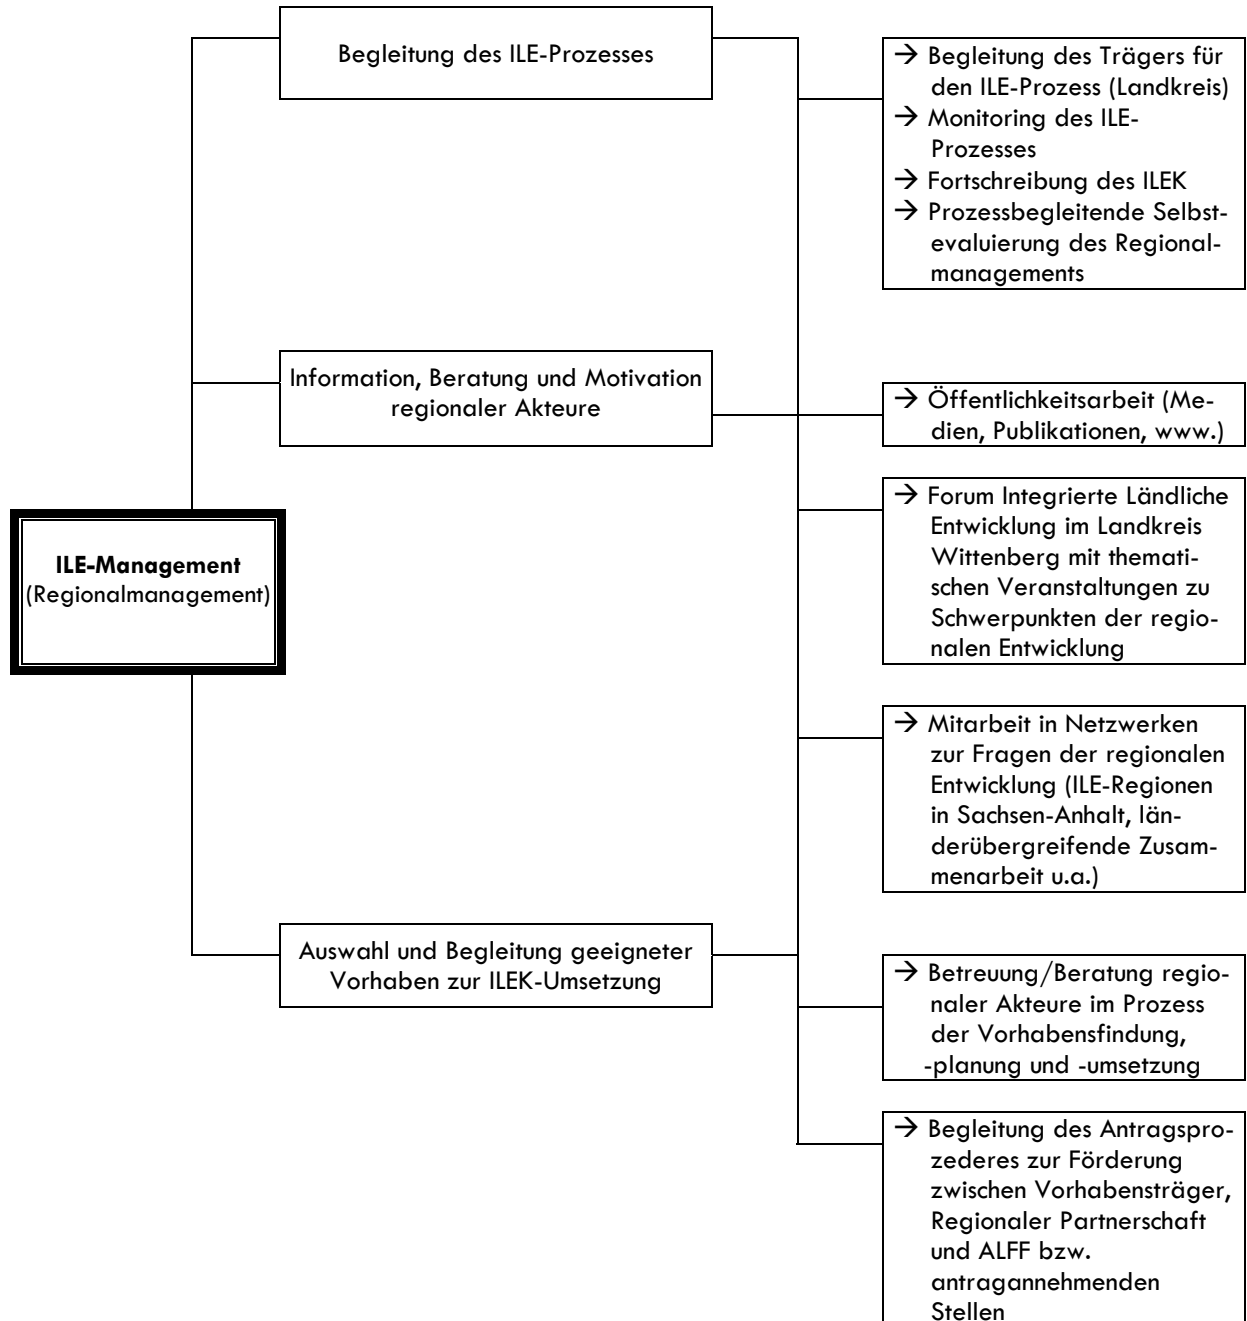 Begleitung des ILE-Prozesses
→ Begleitung des Trägers für
den ILE-Prozess (Landkreis)
→ Monitoring des ILE-
Prozesses
→ Fortschreibung des ILEK
→ Prozessbegleitende Selbst-
evaluierung des Regional-
managements
Information, Beratung und Motivation
regionaler Akteure
→ Öffentlichkeitsarbeit (Me-
dien, Publikationen, www.)
→ Forum Integrierte Ländliche
Entwicklung im Landkreis
Wittenberg mit themati-
schen Veranstaltungen zu
Schwerpunkten der regio-
nalen Entwicklung
ILE-Management
(Regionalmanagement)
→ Mitarbeit in Netzwerken
zur Fragen der regionalen
Entwicklung (ILE-Regionen
in Sachsen-Anhalt, län-
derübergreifende Zusam-
menarbeit u.a.)
Auswahl und Begleitung geeigneter
Vorhaben zur ILEK-Umsetzung
→ Betreuung/Beratung regio-
naler Akteure im Prozess
der Vorhabensfindung,
-planung und -umsetzung
→ Begleitung des Antragspro-
zederes zur Förderung
zwischen Vorhabensträger,
Regionaler Partnerschaft
und ALFF bzw.
antragannehmenden
Stellen